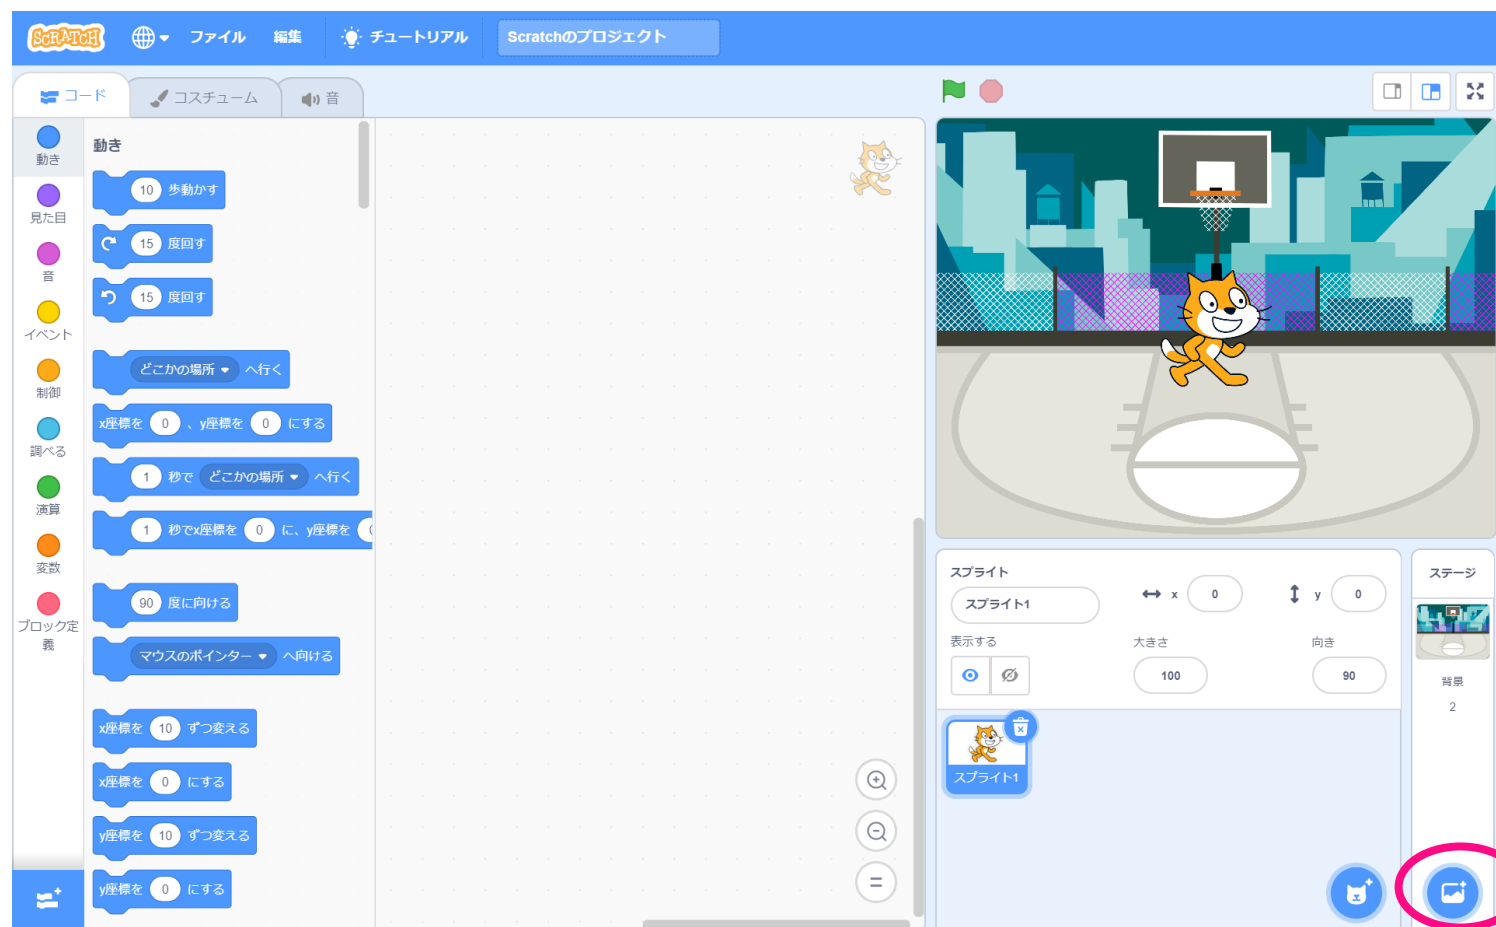 SCRATCH ファイル 編集 チュートリアル Scratchのプロジェクト
コード コスチューム 音
動き
見た目
音
イベント
制御
調べる
演算
変数
ブロック定
義
動き
10 歩動かす
15 度回す
15 度回す
どこかの場所 へ行く
x座標を 0 、y座標を 0 にする
1 秒で どこかの場所 へ行く
1 秒でx座標を 0 に、y座標を
90 度に向ける
マウスのポインター へ向ける
x座標を 10 ずつ変える
x座標を 0 にする
y座標を 10 ずつ変える
y座標を 0 にする
スプライト
スプライト1 x 0 y 0
表示する 大きさ 向き
100 90
スプライト1
ステージ
背景
2